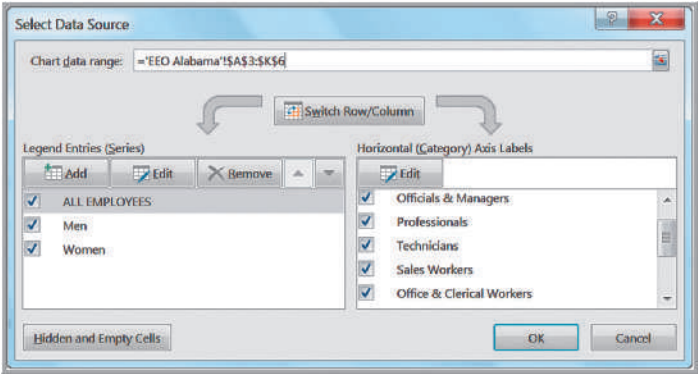 Select Data Source
?
Chart data range: ='EEO Alabama'!$A$3:$K$6
Switch Row/Column
Legend Entries (Series)
Horizontal (Category) Axis Labels
Add Edit Remove
Edit
ALL EMPLOYEES
Men
Women
Officials & Managers
Professionals
Technicians
Sales Workers
Office & Clerical Workers
Hidden and Empty Cells
OK Cancel